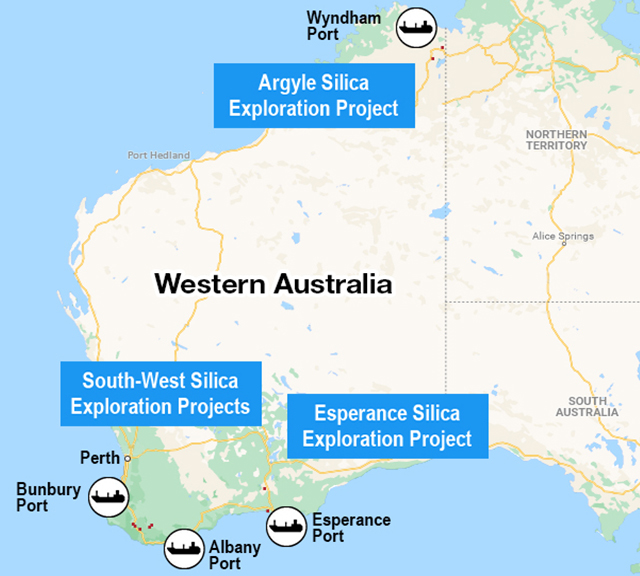 Wyndham
Port
Argyle Silica
Exploration Project
NORTHERN
TERRITORY
Port Hedland
Alice Springs
Western Australia
South-West Silica
Exploration Projects
Esperance Silica
Exploration Project
SOUTH
AUSTRALIA
Perth
Bunbury
Port
Esperance
Port
Albany
Port